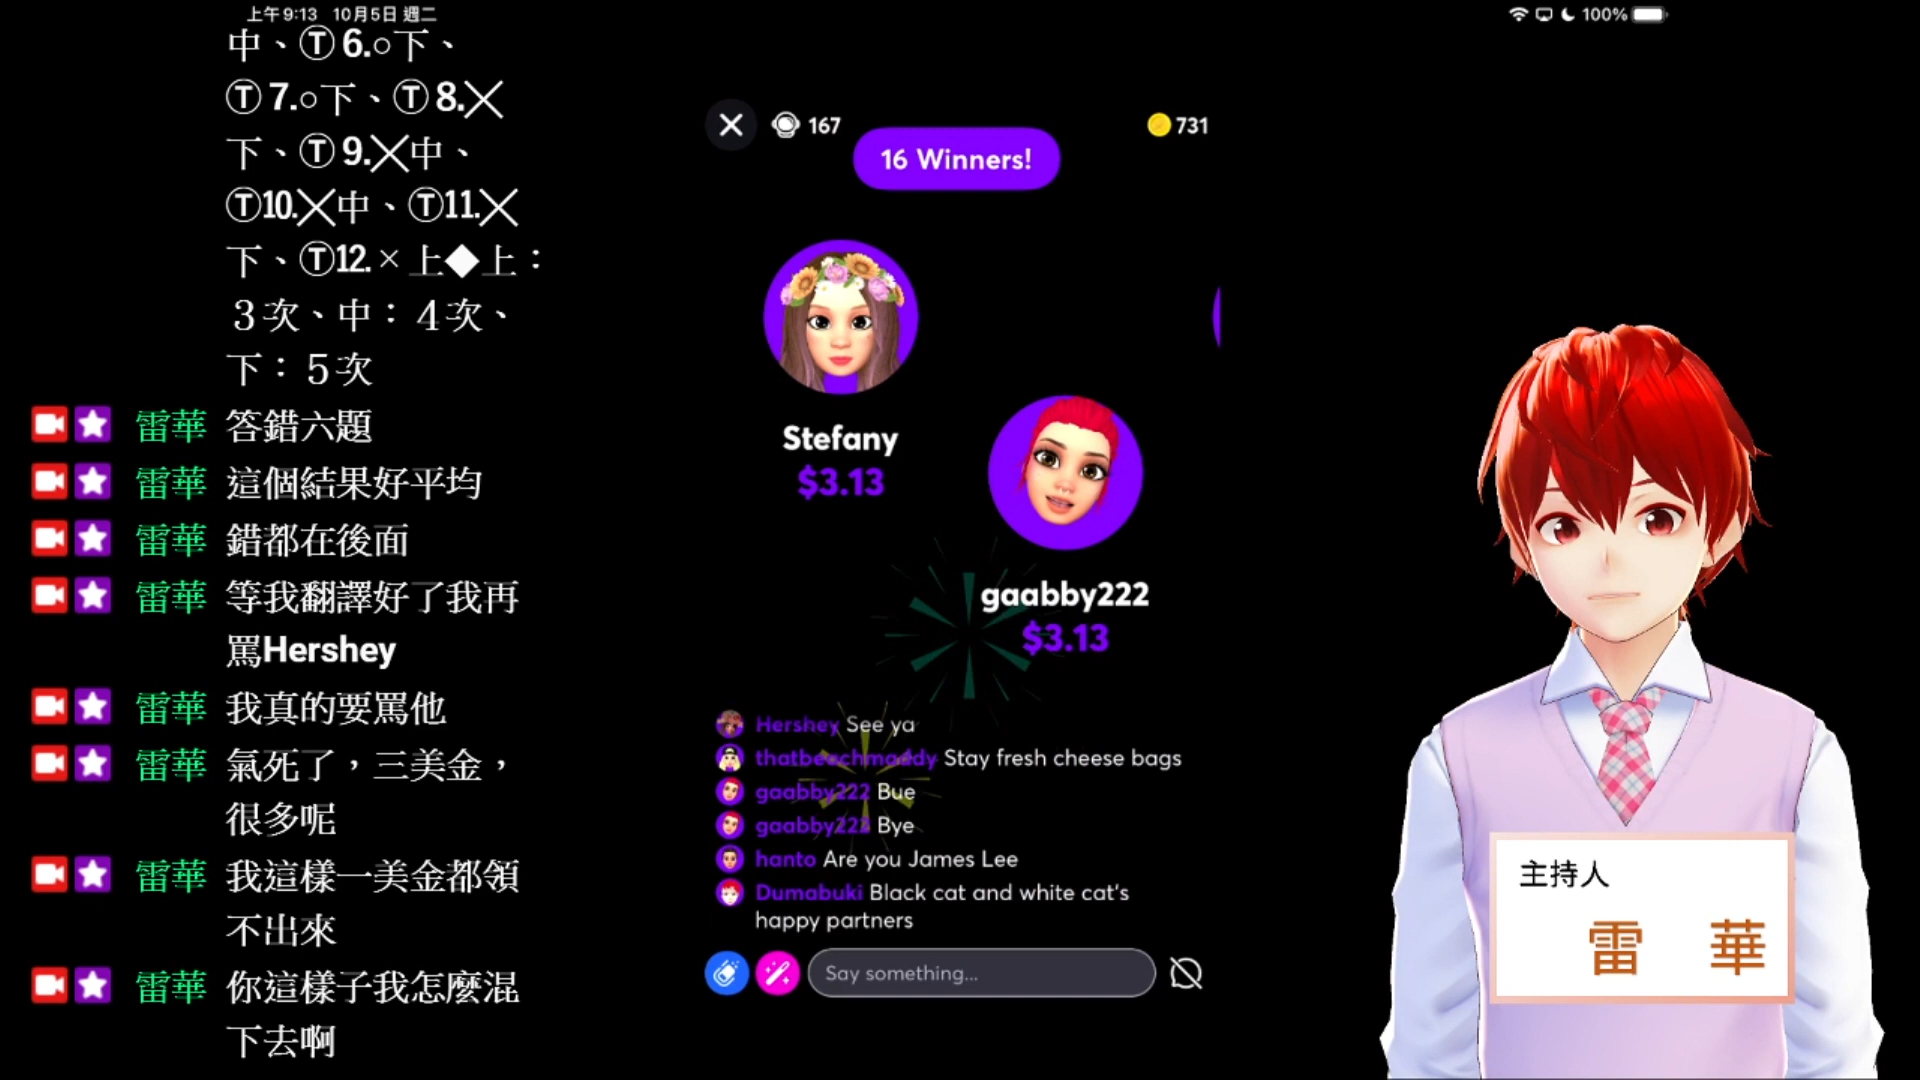 上午9:13 10月5日 週二
100%
中、Ⓣ 6.○下、
Ⓣ 7.○下、Ⓣ 8.╳
下、Ⓣ 9.╳中、
Ⓣ10.╳中、Ⓣ11.╳
下、Ⓣ12.×上◆上：
３次、中：４次、
下：５次
雷華 答錯六題
雷華 這個結果好平均
雷華 錯都在後面
雷華 等我翻譯好了我再
罵Hershey
雷華 我真的要罵他
雷華 氣死了，三美金，
很多呢
雷華 我這樣一美金都領
不出來
雷華 你這樣子我怎麼混
下去啊
167
731
16 Winners!
Stefany
$3.13
gaabby222
$3.13
Hershey See ya
thatbeachmaddy Stay fresh cheese bags
gaabby222 Bue
gaabby222 Bye
hanto Are you James Lee
Dumabuki Black cat and white cat's
happy partners
Say something...
主持人
雷 華